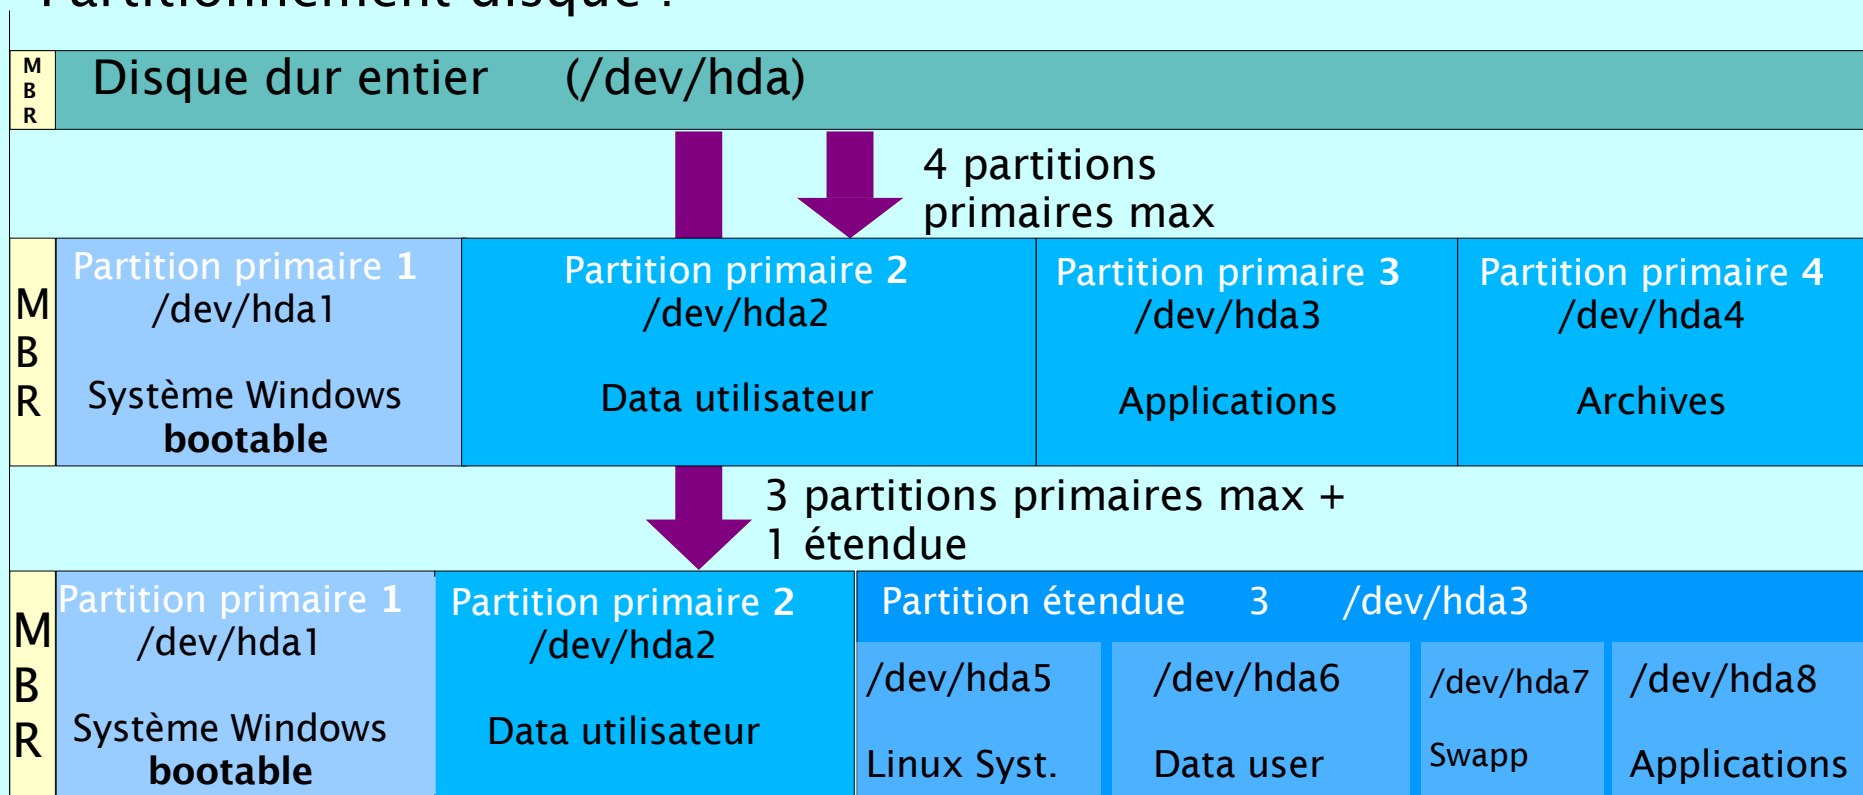 Partitionnement disque :
M
B
R
Disque dur entier (/dev/hda)
4 partitions
primaires max
M
B
R
Partition primaire 1
/dev/hda1
Système Windows
bootable
Partition primaire 2
/dev/hda2
Data utilisateur
Partition primaire 3
/dev/hda3
Applications
Partition primaire 4
/dev/hda4
Archives
3 partitions primaires max +
1 étendue
M
B
R
Partition primaire 1
/dev/hda1
Système Windows
bootable
Partition primaire 2
/dev/hda2
Data utilisateur
Partition étendue 3 /dev/hda3
/dev/hda5
Linux Syst.
/dev/hda6
Data user
/dev/hda7
Swapp
/dev/hda8
Applications